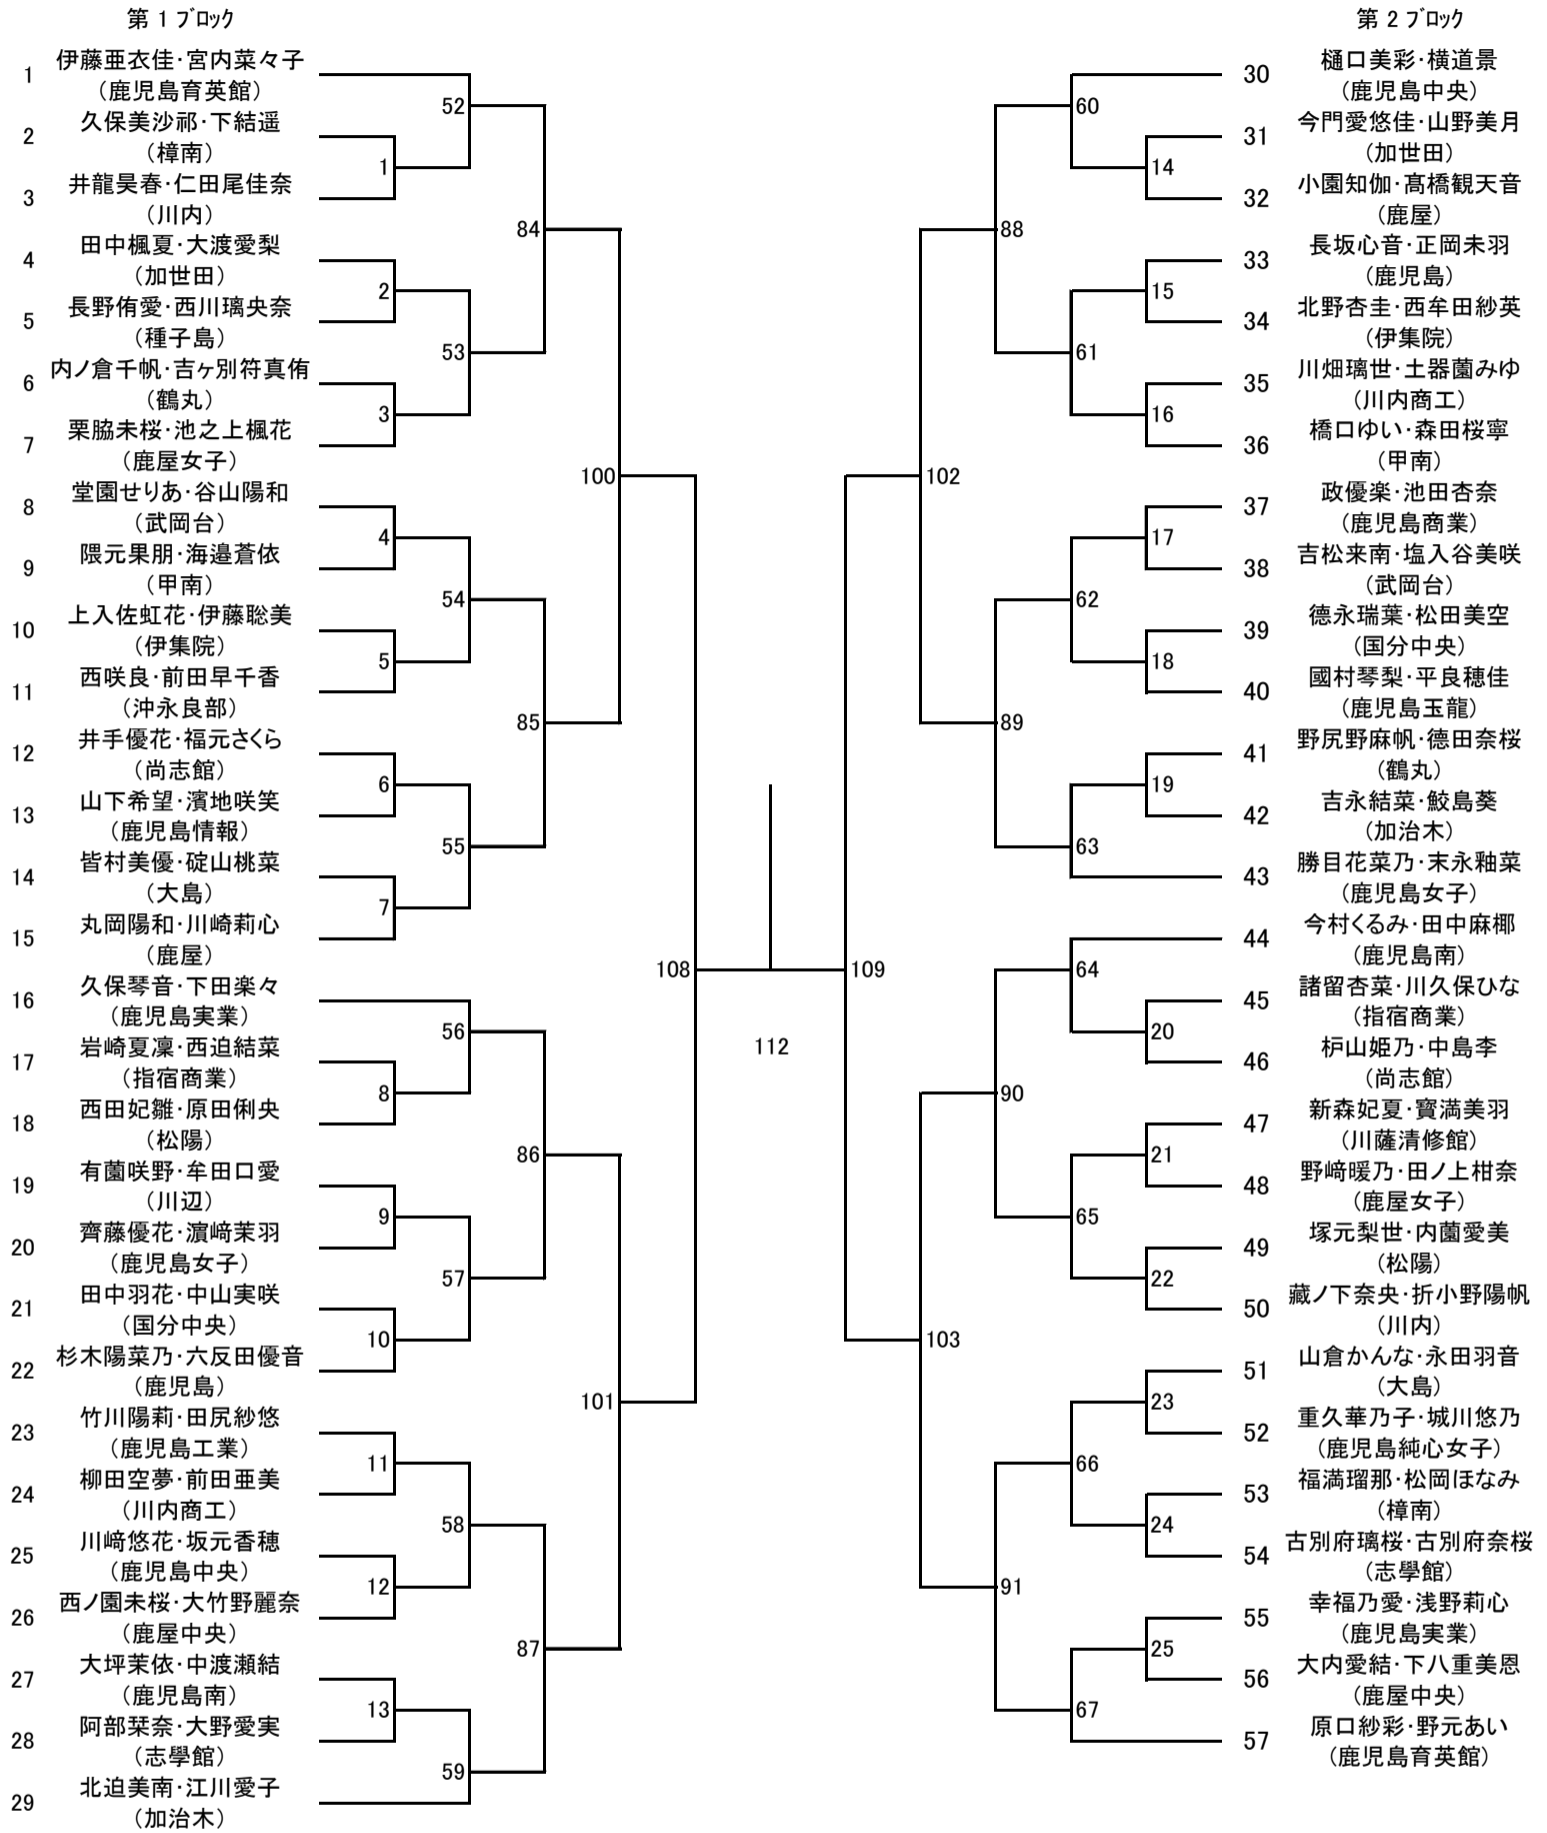 第１ブロック
1 伊藤亜衣佳・宮内菜々子
（鹿児島育英館）
2 久保美沙祁・下結遥
（樟南）
3 井龍昊春・仁田尾佳奈
（川内）
4 田中楓夏・大渡愛梨
（加世田）
5 長野侑愛・西川璃央奈
（種子島）
6 内ノ倉千帆・吉ヶ別符真侑
（鶴丸）
7 栗脇未桜・池之上楓花
（鹿屋女子）
8 堂園せりあ・谷山陽和
（武岡台）
9 隈元果朋・海邉蒼依
（甲南）
10 上入佐虹花・伊藤聡美
（伊集院）
11 西咲良・前田早千香
（沖永良部）
12 井手優花・福元さくら
（尚志館）
13 山下希望・濱地咲笑
（鹿児島情報）
14 皆村美優・碇山桃菜
（大島）
15 丸岡陽和・川崎莉心
（鹿屋）
16 久保琴音・下田楽々
（鹿児島実業）
17 岩崎夏凜・西迫結菜
（指宿商業）
18 西田妃雛・原田俐央
（松陽）
19 有薗咲野・牟田口愛
（川辺）
20 齊藤優花・濵﨑茉羽
（鹿児島女子）
21 田中羽花・中山実咲
（国分中央）
22 杉木陽菜乃・六反田優音
（鹿児島）
23 竹川陽莉・田尻紗悠
（鹿児島工業）
24 柳田空夢・前田亜美
（川内商工）
25 川﨑悠花・坂元香穂
（鹿児島中央）
26 西ノ園未桜・大竹野麗奈
（鹿屋中央）
27 大坪茉依・中渡瀬結
（鹿児島南）
28 阿部栞奈・大野愛実
（志學館）
29 北迫美南・江川愛子
（加治木）
1
2
3
4
5
6
7
8
9
10
11
12
13
52
53
54
55
56
57
58
59
84
85
86
87
100
101
108
112
109
102
103
88
89
90
91
60
61
62
63
64
65
66
67
14
15
16
17
18
19
20
21
22
23
24
25
第２ブロック
30 樋口美彩・横道景
（鹿児島中央）
31 今門愛悠佳・山野美月
（加世田）
32 小園知伽・髙橋観天音
（鹿屋）
33 長坂心音・正岡未羽
（鹿児島）
34 北野杏圭・西牟田紗英
（伊集院）
35 川畑璃世・土器薗みゆ
（川内商工）
36 橋口ゆい・森田桜寧
（甲南）
37 政優楽・池田杏奈
（鹿児島商業）
38 吉松来南・塩入谷美咲
（武岡台）
39 德永瑞葉・松田美空
（国分中央）
40 國村琴梨・平良穂佳
（鹿児島玉龍）
41 野尻野麻帆・德田奈桜
（鶴丸）
42 吉永結菜・鮫島葵
（加治木）
43 勝目花菜乃・末永釉菜
（鹿児島女子）
44 今村くるみ・田中麻椰
（鹿児島南）
45 諸留杏菜・川久保ひな
（指宿商業）
46 枦山姫乃・中島李
（尚志館）
47 新森妃夏・寳満美羽
（川薩清修館）
48 野﨑暖乃・田ノ上柑奈
（鹿屋女子）
49 塚元梨世・内薗愛美
（松陽）
50 藏ノ下奈央・折小野陽帆
（川内）
51 山倉かんな・永田羽音
（大島）
52 重久華乃子・城川悠乃
（鹿児島純心女子）
53 福満瑠那・松岡ほなみ
（樟南）
54 古別府璃桜・古別府奈桜
（志學館）
55 幸福乃愛・浅野莉心
（鹿児島実業）
56 大内愛結・下八重美恩
（鹿屋中央）
57 原口紗彩・野元あい
（鹿児島育英館）